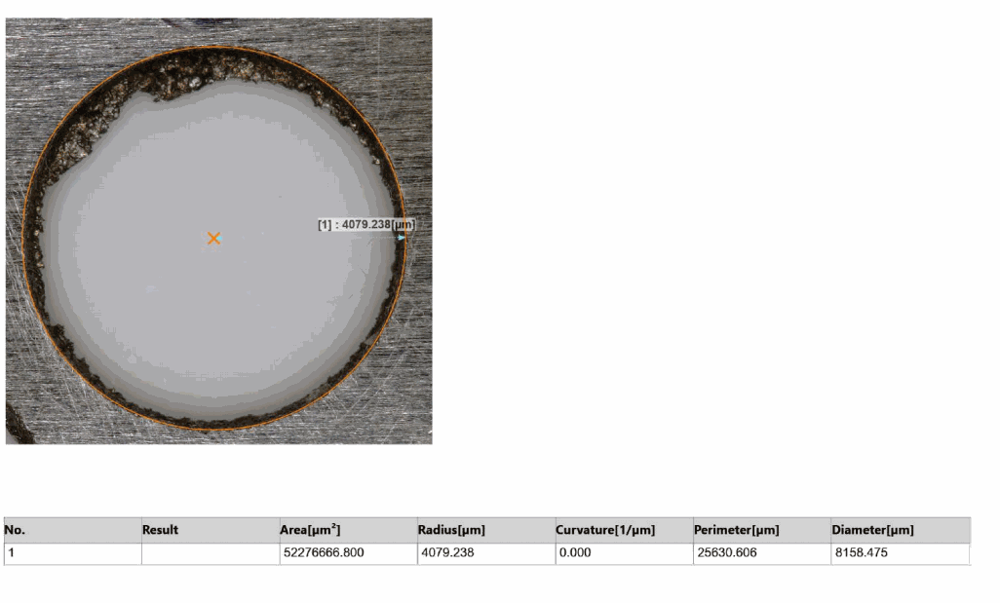 [1] : 4079.238[μm]
No. Result Area[μm²] Radius[μm] Curvature[1/μm] Perimeter[μm] Diameter[μm]
1 52276666.800 4079.238 0.000 25630.606 8158.475